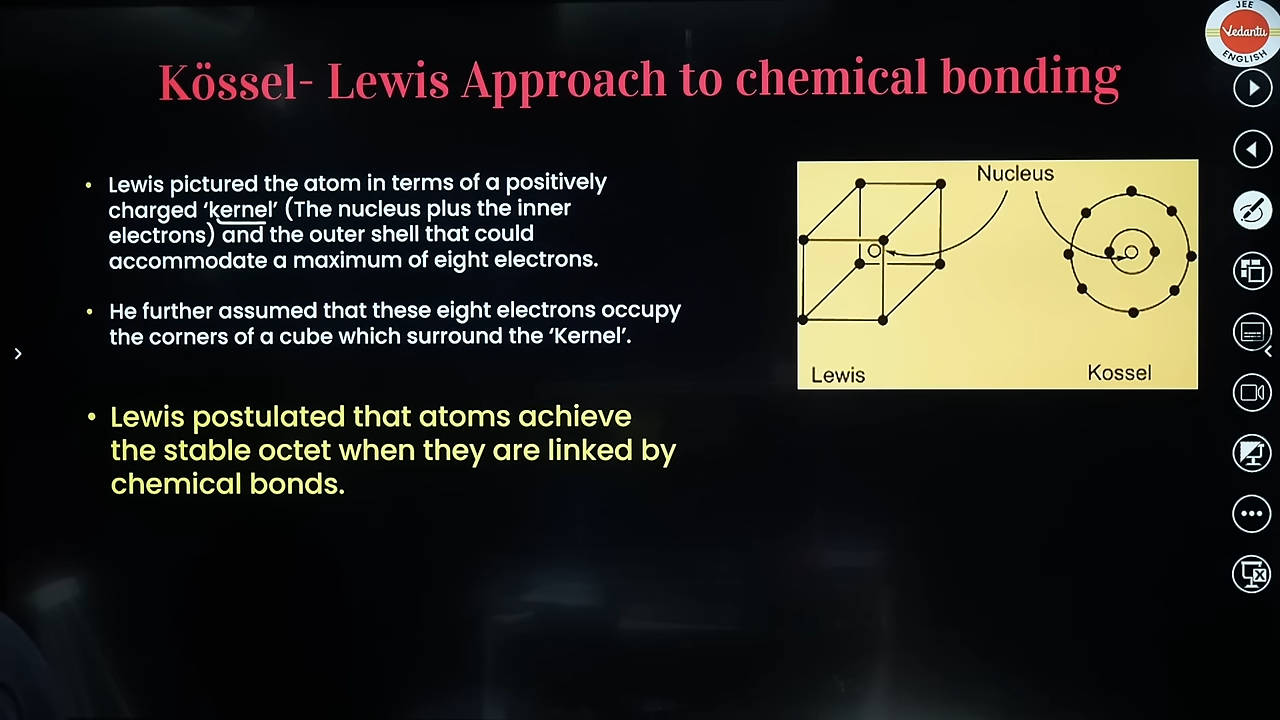 Kössel- Lewis Approach to chemical bonding
• Lewis pictured the atom in terms of a positively
charged ‘kernel’ (The nucleus plus the inner
electrons) and the outer shell that could
accommodate a maximum of eight electrons.
• He further assumed that these eight electrons occupy
the corners of a cube which surround the ‘Kernel’.
• Lewis postulated that atoms achieve
the stable octet when they are linked by
chemical bonds.
Nucleus
Lewis
Kossel
JEE
Vedantu
ENGLISH